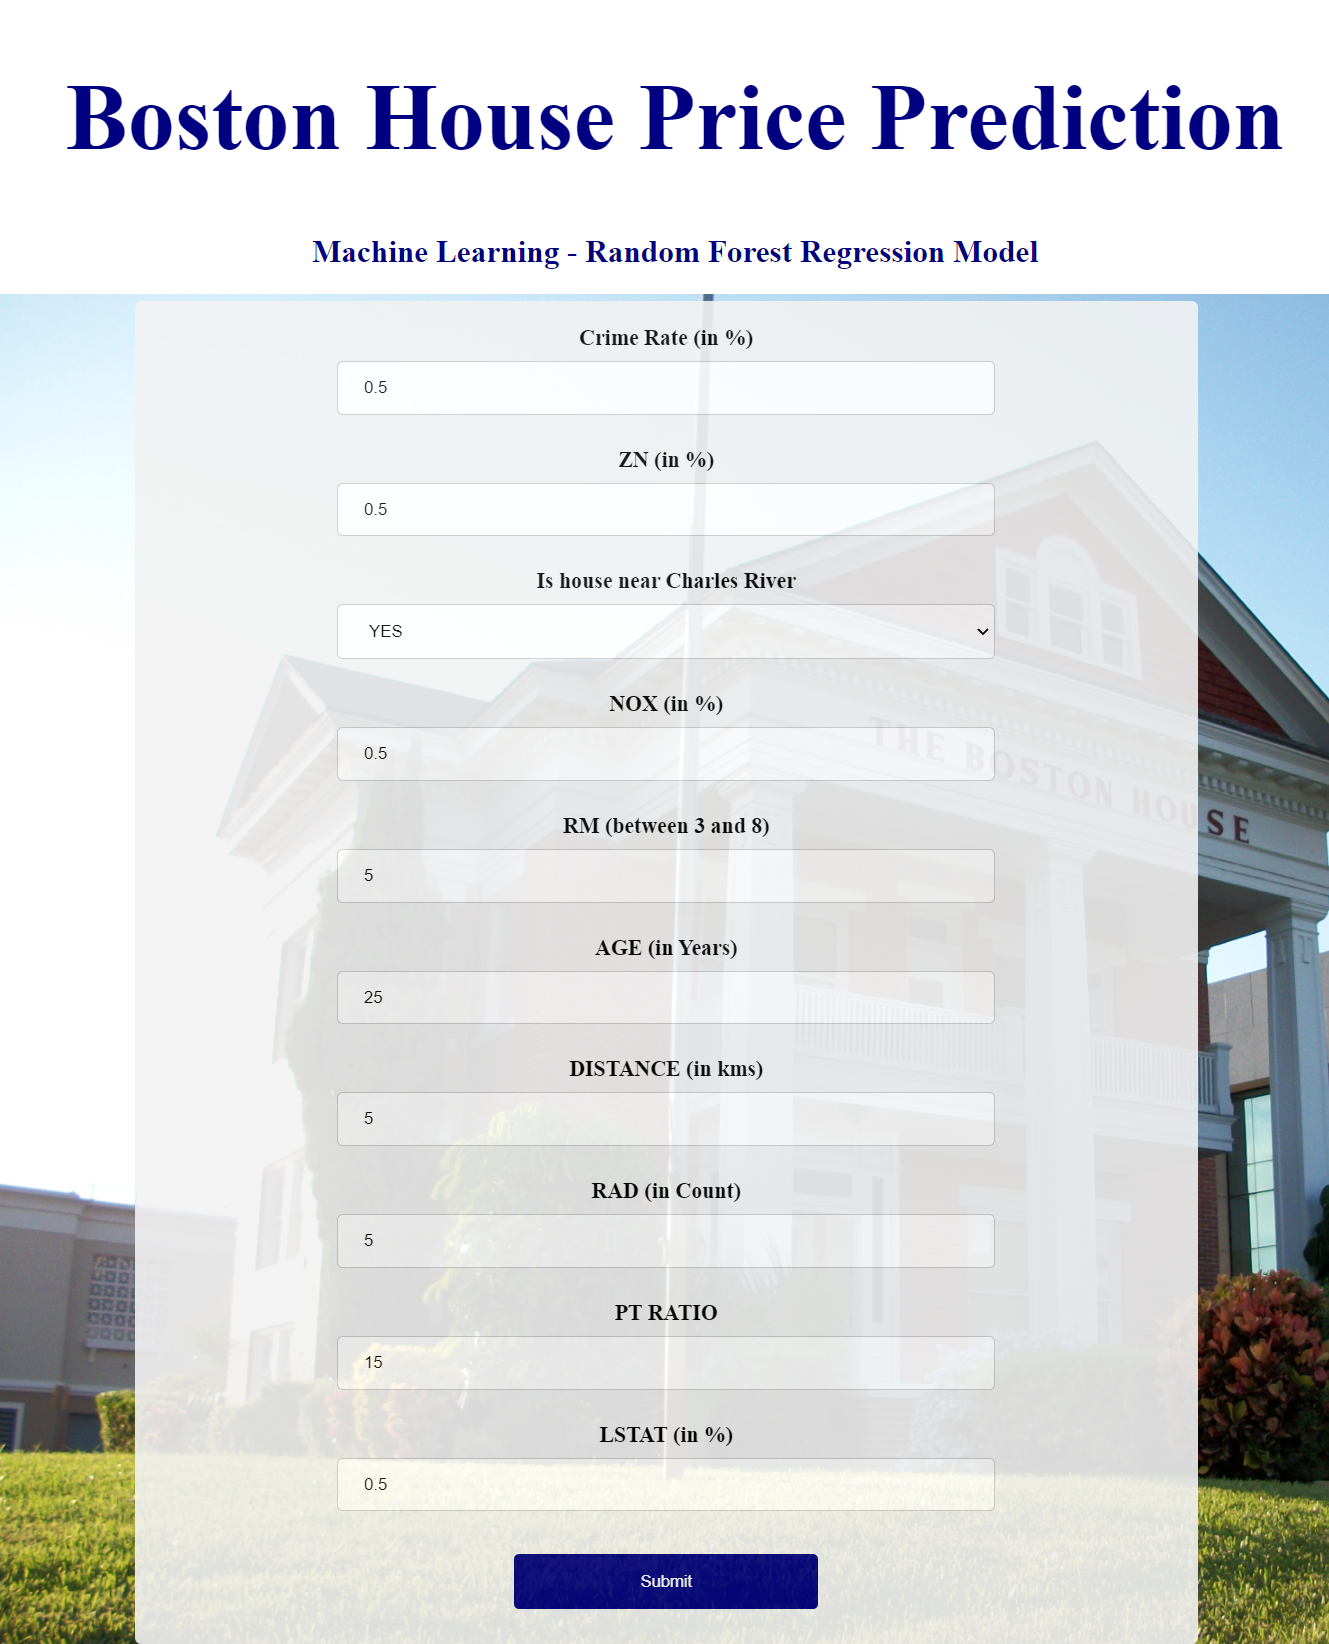 Boston House Price Prediction
Machine Learning - Random Forest Regression Model
Crime Rate (in %)
0.5
ZN (in %)
0.5
Is house near Charles River
YES
NOX (in %)
0.5
THE BOSTON HOUSE
RM (between 3 and 8)
5
AGE (in Years)
25
DISTANCE (in kms)
5
RAD (in Count)
5
PT RATIO
15
LSTAT (in %)
0.5
Submit